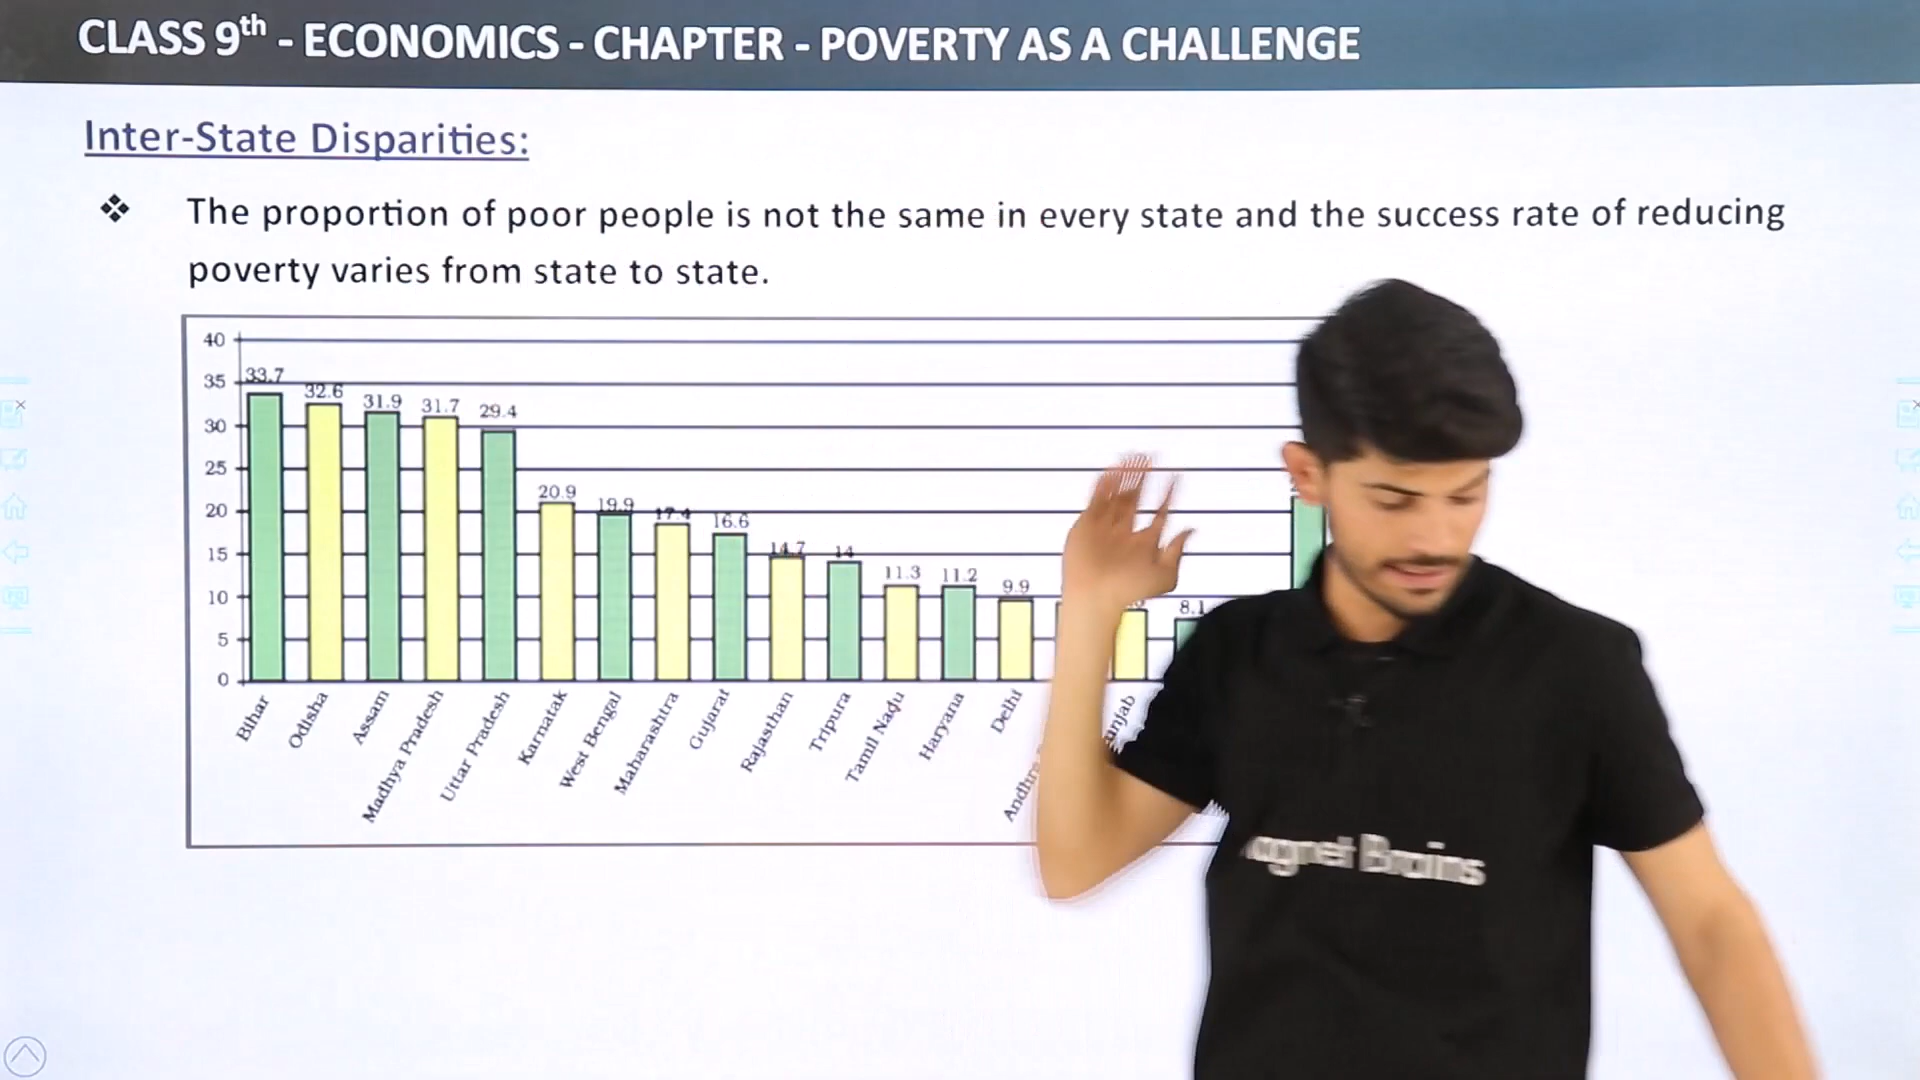 CLASS 9th - ECONOMICS - CHAPTER - POVERTY AS A CHALLENGE
Inter-State Disparities:
❖ The proportion of poor people is not the same in every state and the success rate of reducing
poverty varies from state to state.
40
35
30
25
20
15
10
5
0
33.7
32.6
31.9
31.7
29.4
20.9
19.9
17.4
16.6
14.7
14
11.3
11.2
9.9
8.1
Bihar
Odisha
Assam
Madhya Pradesh
Uttar Pradesh
Karnatak
West Bengal
Maharashtra
Gujarat
Rajasthan
Tripura
Tamil Nadu
Haryana
Delhi
Andhra
anjab
agnet Brains